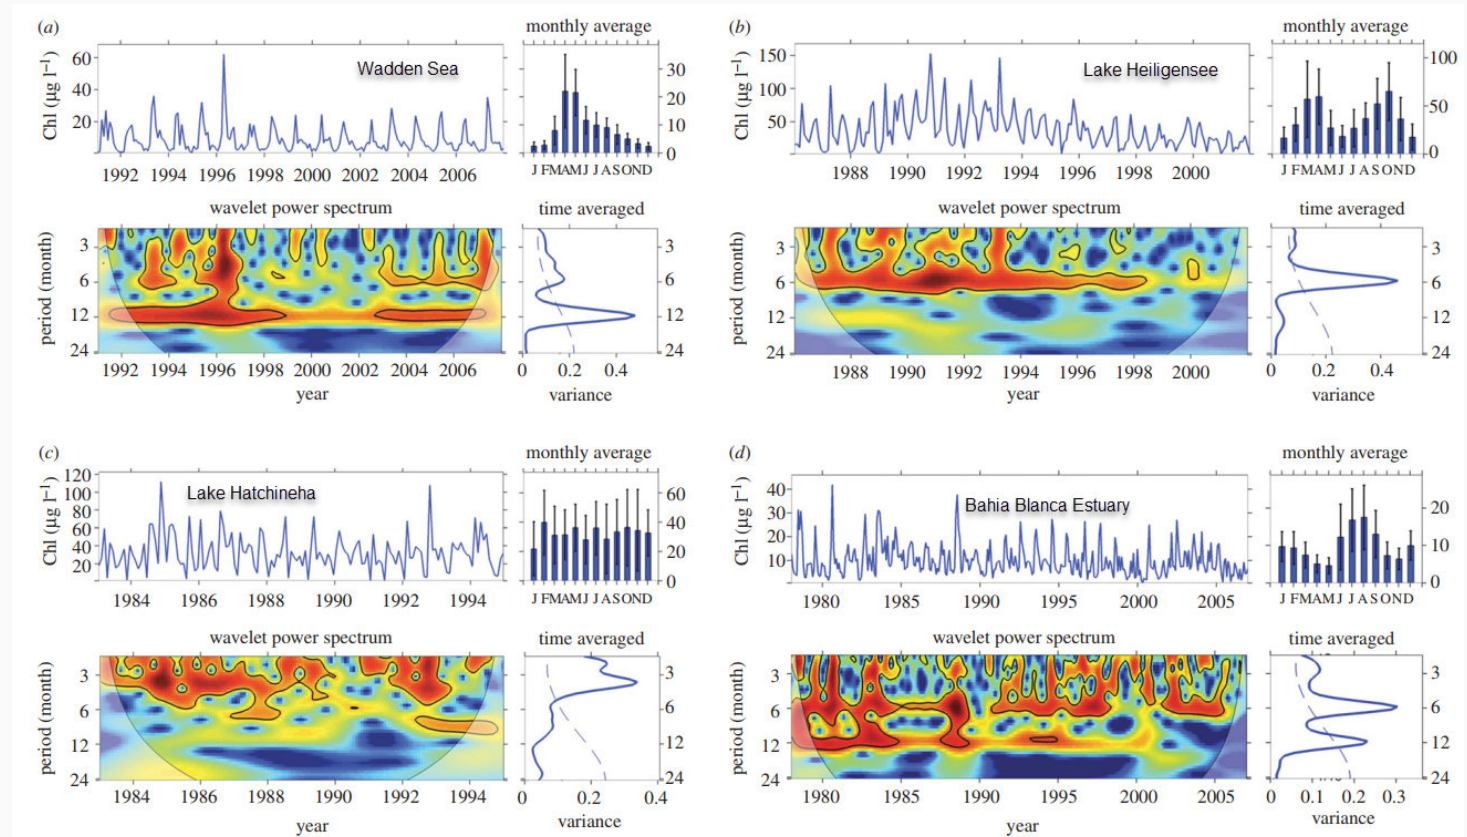 (a)
monthly average
Chl (µg l⁻¹)
60
40
20
Wadden Sea
1992 1994 1996 1998 2000 2002 2004 2006
30
20
10
0
J FMAMJ J ASOND
wavelet power spectrum
time averaged
period (month)
3
6
12
24
1992 1994 1996 1998 2000 2002 2004 2006
year
3
6
12
24
0 0.2 0.4
variance
(b)
monthly average
Chl (µg l⁻¹)
150
100
50
Lake Heiligensee
1988 1990 1992 1994 1996 1998 2000
100
50
0
J FMAMJ J ASOND
wavelet power spectrum
time averaged
period (month)
3
6
12
24
1988 1990 1992 1994 1996 1998 2000
year
3
6
12
24
0 0.2 0.4
variance
(c)
monthly average
Chl (µg l⁻¹)
120
100
80
60
40
20
Lake Hatchineha
1984 1986 1988 1990 1992 1994
60
40
20
0
J FMAMJ J ASOND
wavelet power spectrum
time averaged
period (month)
3
6
12
24
1984 1986 1988 1990 1992 1994
year
3
6
12
24
0 0.2 0.4
variance
(d)
monthly average
Chl (µg l⁻¹)
40
30
20
10
Bahia Blanca Estuary
1980 1985 1990 1995 2000 2005
20
10
0
J FMAMJ J ASOND
wavelet power spectrum
time averaged
period (month)
3
6
12
24
1980 1985 1990 1995 2000 2005
year
3
6
12
24
0 0.1 0.2 0.3
variance